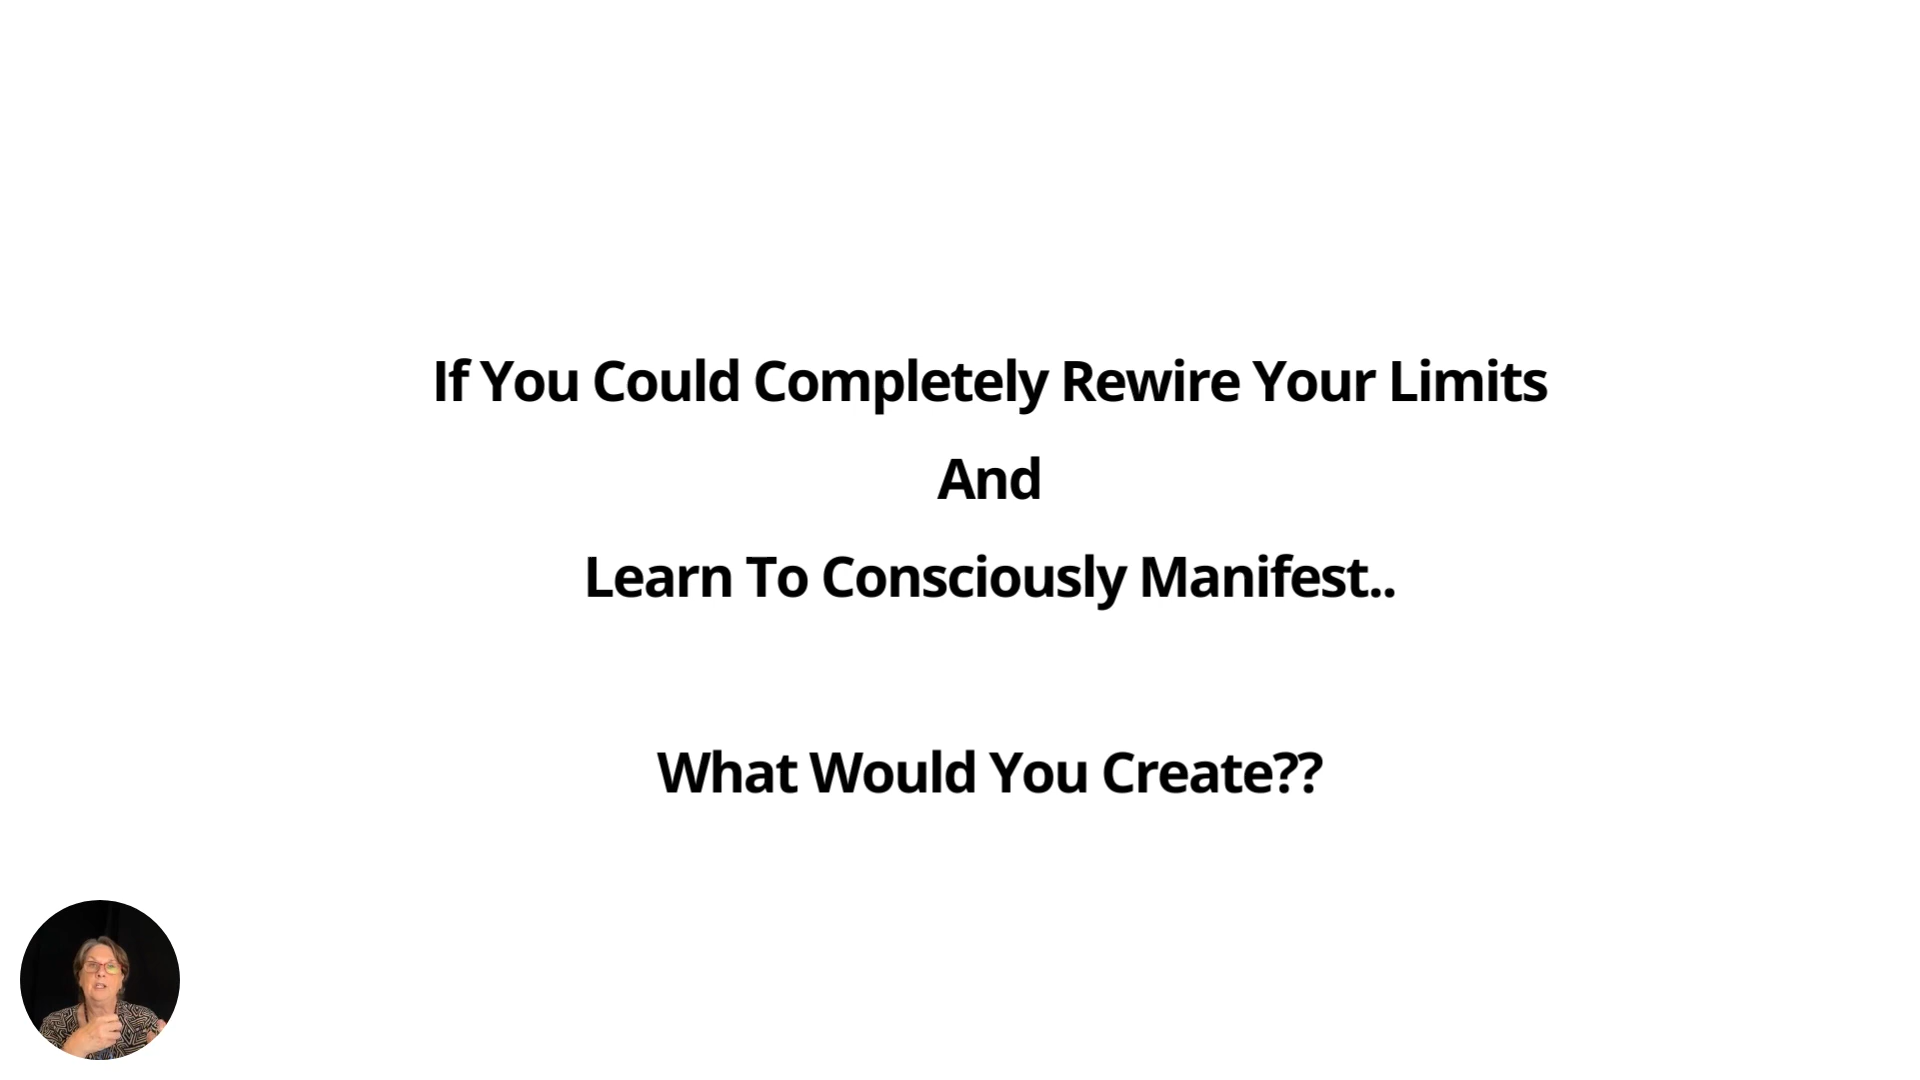 If You Could Completely Rewire Your Limits
And
Learn To Consciously Manifest..
What Would You Create??